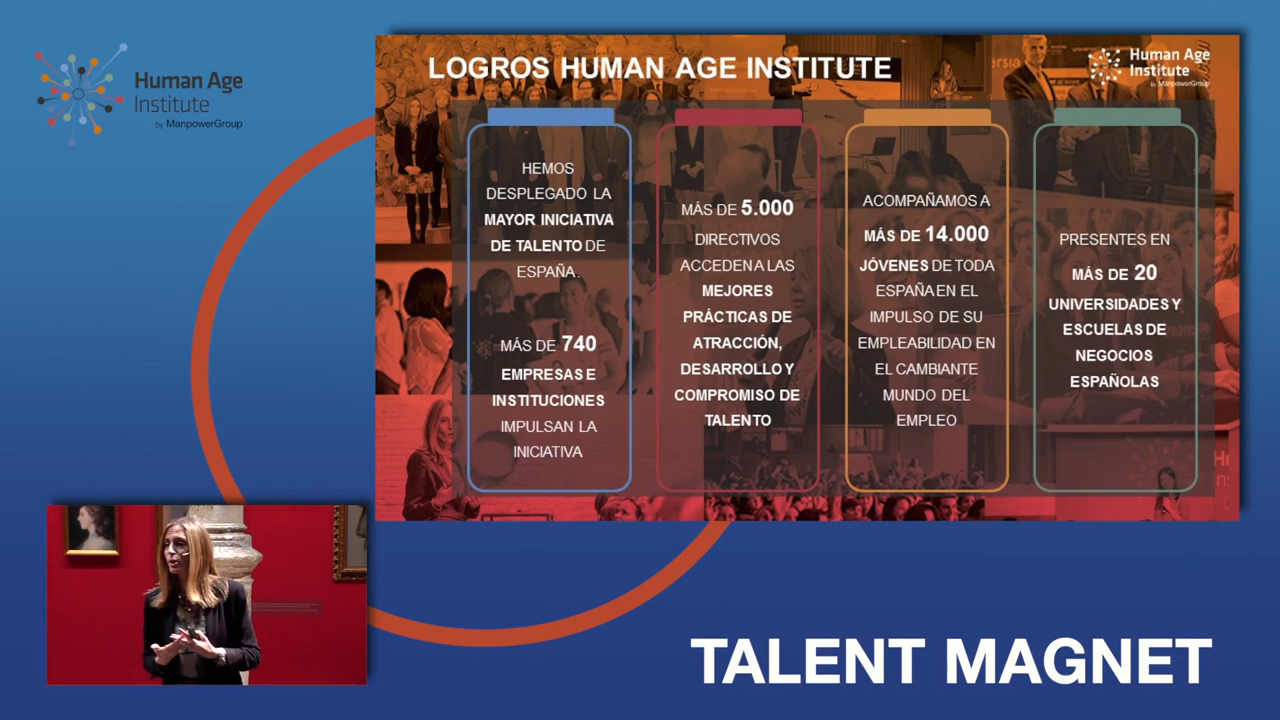 Human Age
Institute
by ManpowerGroup
LOGROS HUMAN AGE INSTITUTE
Human Age
Institute
by ManpowerGroup
HEMOS
DESPLEGADO LA
MAYOR INICIATIVA
DE TALENTO DE
ESPAÑA.
MÁS DE 740
EMPRESAS E
INSTITUCIONES
IMPULSAN LA
INICIATIVA
MÁS DE 5.000
DIRECTIVOS
ACCEDEN A LAS
MEJORES
PRÁCTICAS DE
ATRACCIÓN,
DESARROLLO Y
COMPROMISO DE
TALENTO
ACOMPAÑAMOS A
MÁS DE 14.000
JÓVENES DE TODA
ESPAÑA EN EL
IMPULSO DE SU
EMPLEABILIDAD EN
EL CAMBIANTE
MUNDO DEL
EMPLEO
PRESENTES EN
MÁS DE 20
UNIVERSIDADES Y
ESCUELAS DE
NEGOCIOS
ESPAÑOLAS
TALENT MAGNET